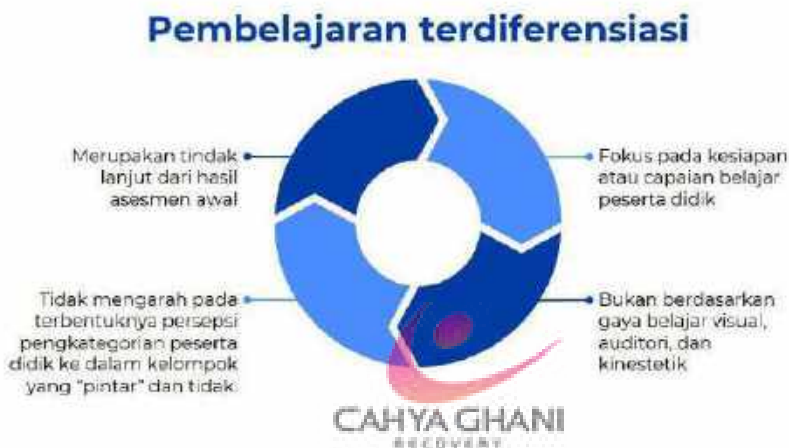 Pembelajaran terdiferensiasi
Merupakan tindak
lanjut dari hasil
asesmen awal
Fokus pada kesiapan
atau capaian belajar
peserta didik
Tidak mengarah pada
terbentuknya persepsi
pengkategorian peserta
didik ke dalam kelompok
yang "pintar" dan tidak
Bukan berdasarkan
gaya belajar visual,
auditori, dan
kinestetik
CAHYA GHANI
RECOVERY